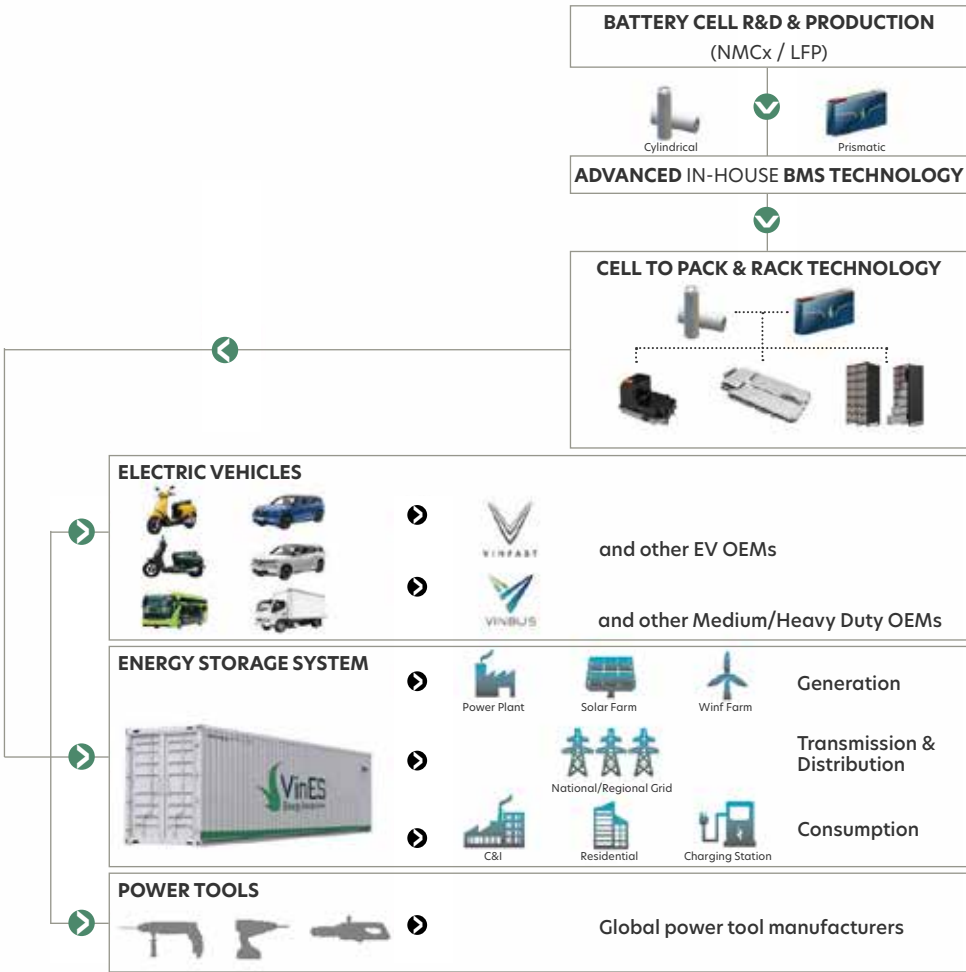 BATTERY CELL R&D & PRODUCTION
(NMCx / LFP)
Cylindrical
Prismatic
ADVANCED IN-HOUSE BMS TECHNOLOGY
CELL TO PACK & RACK TECHNOLOGY
ELECTRIC VEHICLES
VINFAST
and other EV OEMs
VINBUS
and other Medium/Heavy Duty OEMs
ENERGY STORAGE SYSTEM
VinES
Power Plant
Solar Farm
Winf Farm
Generation
National/Regional Grid
Transmission &
Distribution
C&I
Residential
Charging Station
Consumption
POWER TOOLS
Global power tool manufacturers